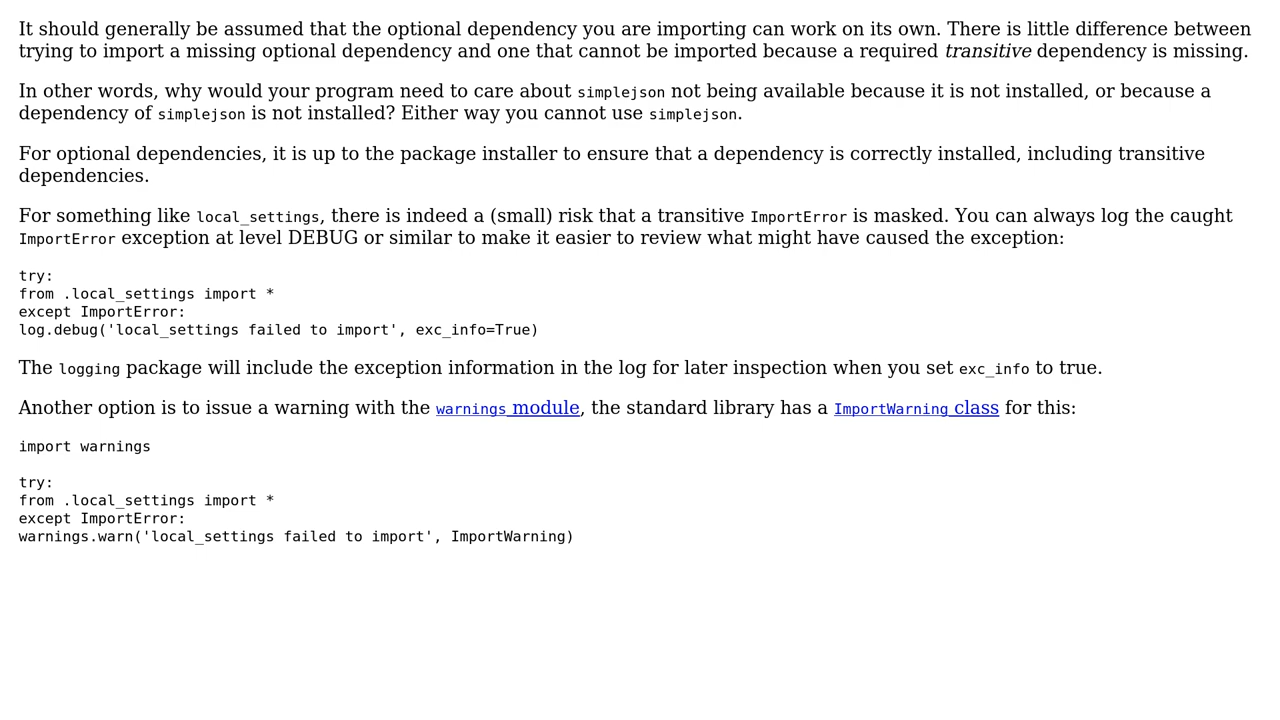 It should generally be assumed that the optional dependency you are importing can work on its own. There is little difference between
trying to import a missing optional dependency and one that cannot be imported because a required transitive dependency is missing.
In other words, why would your program need to care about simplejson not being available because it is not installed, or because a
dependency of simplejson is not installed? Either way you cannot use simplejson.
For optional dependencies, it is up to the package installer to ensure that a dependency is correctly installed, including transitive
dependencies.
For something like local_settings, there is indeed a (small) risk that a transitive ImportError is masked. You can always log the caught
ImportError exception at level DEBUG or similar to make it easier to review what might have caused the exception:
try:
from .local_settings import *
except ImportError:
log.debug('local_settings failed to import', exc_info=True)
The logging package will include the exception information in the log for later inspection when you set exc_info to true.
Another option is to issue a warning with the warnings module, the standard library has a ImportWarning class for this:
import warnings
try:
from .local_settings import *
except ImportError:
warnings.warn('local_settings failed to import', ImportWarning)